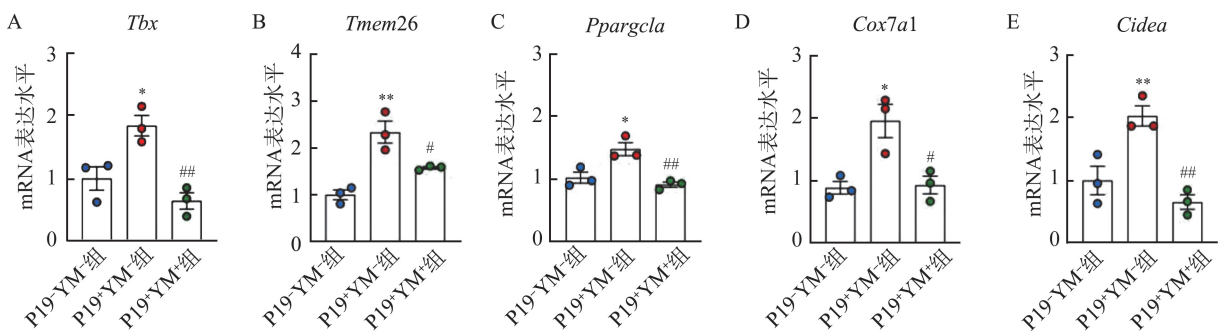 A Tbx
mRNA表达水平
3
2
1
0
*
##
P19⁻YM⁻组
P19⁺YM⁻组
P19⁺YM⁺组
B Tmem26
mRNA表达水平
4
3
2
1
0
**
#
P19⁻YM⁻组
P19⁺YM⁻组
P19⁺YM⁺组
C Ppargcla
mRNA表达水平
3
2
1
0
*
##
P19⁻YM⁻组
P19⁺YM⁻组
P19⁺YM⁺组
D Cox7a1
mRNA表达水平
3
2
1
0
*
#
P19⁻YM⁻组
P19⁺YM⁻组
P19⁺YM⁺组
E Cidea
mRNA表达水平
3
2
1
0
**
##
P19⁻YM⁻组
P19⁺YM⁻组
P19⁺YM⁺组